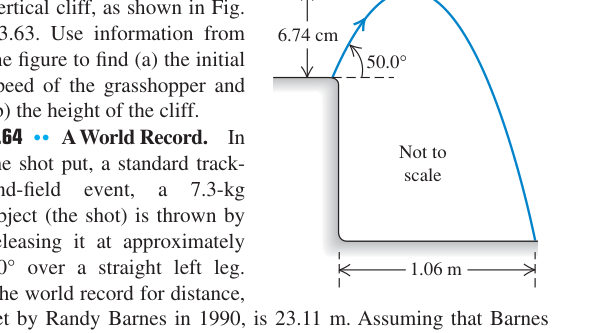 ertical cliff, as shown in Fig.
3.63. Use information from
e figure to find (a) the initial
peed of the grasshopper and
) the height of the cliff.
.64 •• A World Record. In
e shot put, a standard track-
nd-field event, a 7.3-kg
bject (the shot) is thrown by
eleasing it at approximately
0° over a straight left leg.
he world record for distance,
et by Randy Barnes in 1990, is 23.11 m. Assuming that Barnes
6.74 cm
50.0°
Not to
scale
1.06 m